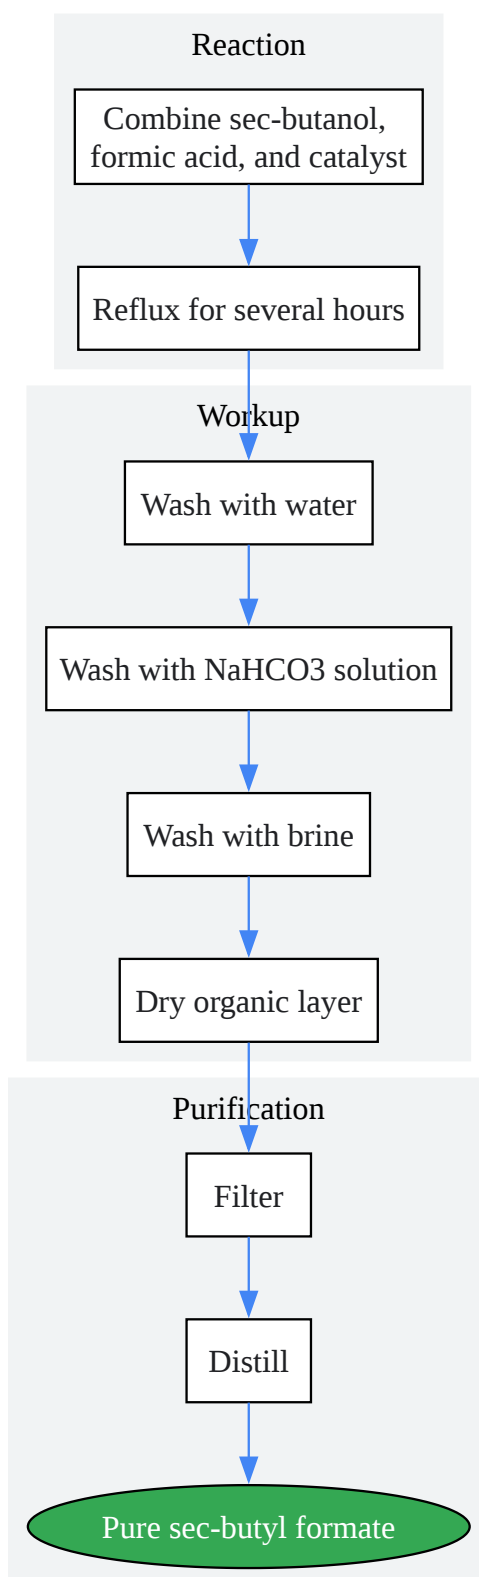 Reaction
Combine sec-butanol,
formic acid, and catalyst
Reflux for several hours
Workup
Wash with water
Wash with NaHCO3 solution
Wash with brine
Dry organic layer
Purification
Filter
Distill
Pure sec-butyl formate